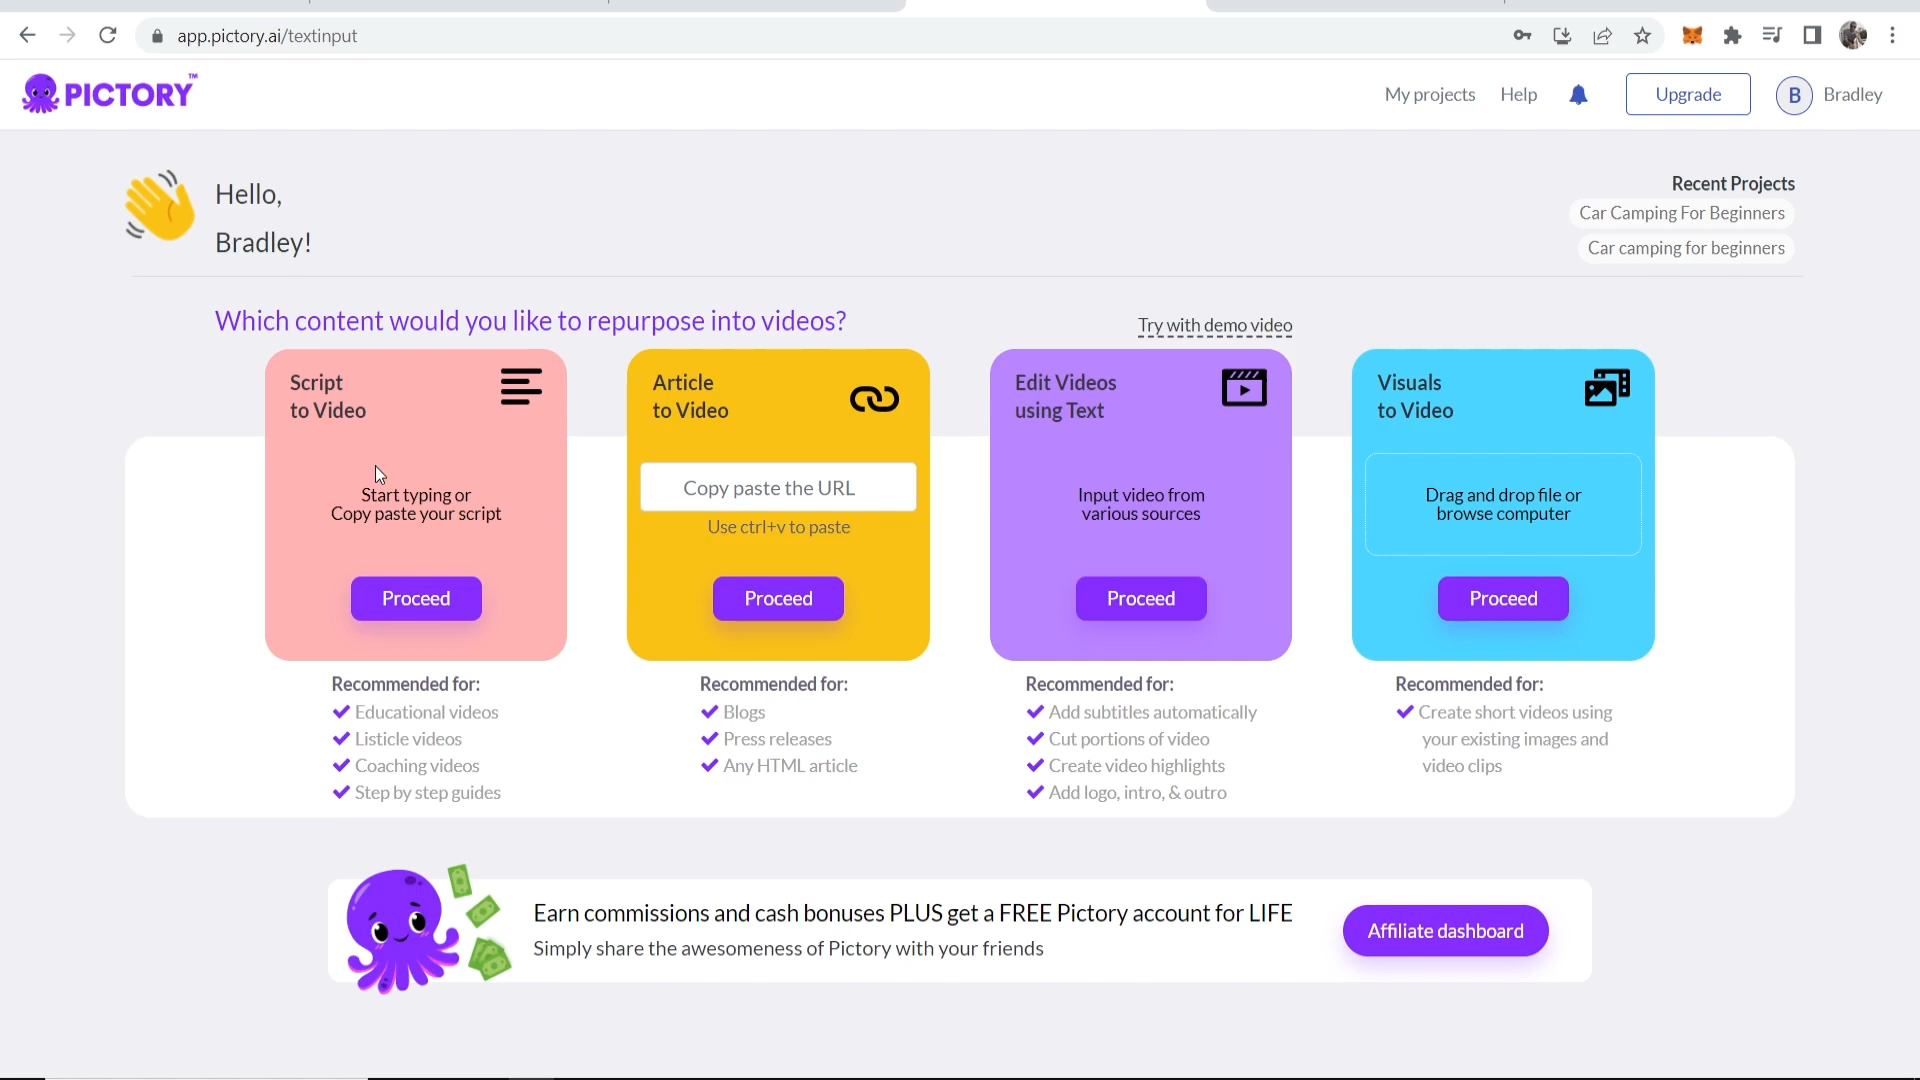 app.pictory.ai/textinput
PICTORY™
My projects
Help
Upgrade
B
Bradley
Hello,
Bradley!
Recent Projects
Car Camping For Beginners
Car camping for beginners
Which content would you like to repurpose into videos?
Try with demo video
Script
to Video
Start typing or
Copy paste your script
Proceed
Recommended for:
Educational videos
Listicle videos
Coaching videos
Step by step guides
Article
to Video
Copy paste the URL
Use ctrl+v to paste
Proceed
Recommended for:
Blogs
Press releases
Any HTML article
Edit Videos
using Text
Input video from
various sources
Proceed
Recommended for:
Add subtitles automatically
Cut portions of video
Create video highlights
Add logo, intro, & outro
Visuals
to Video
Drag and drop file or
browse computer
Proceed
Recommended for:
Create short videos using
your existing images and
video clips
Earn commissions and cash bonuses PLUS get a FREE Pictory account for LIFE
Simply share the awesomeness of Pictory with your friends
Affiliate dashboard